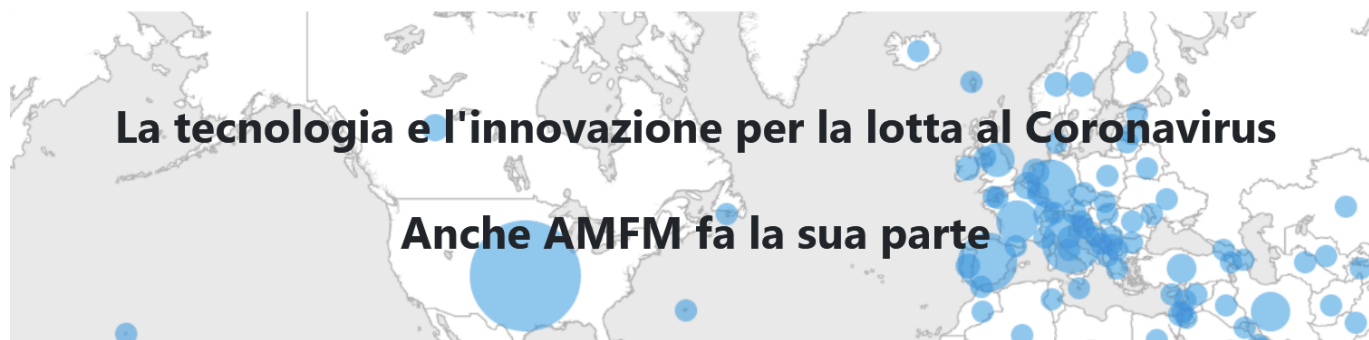 La tecnologia e l'innovazione per la lotta al Coronavirus
Anche AMFM fa la sua parte